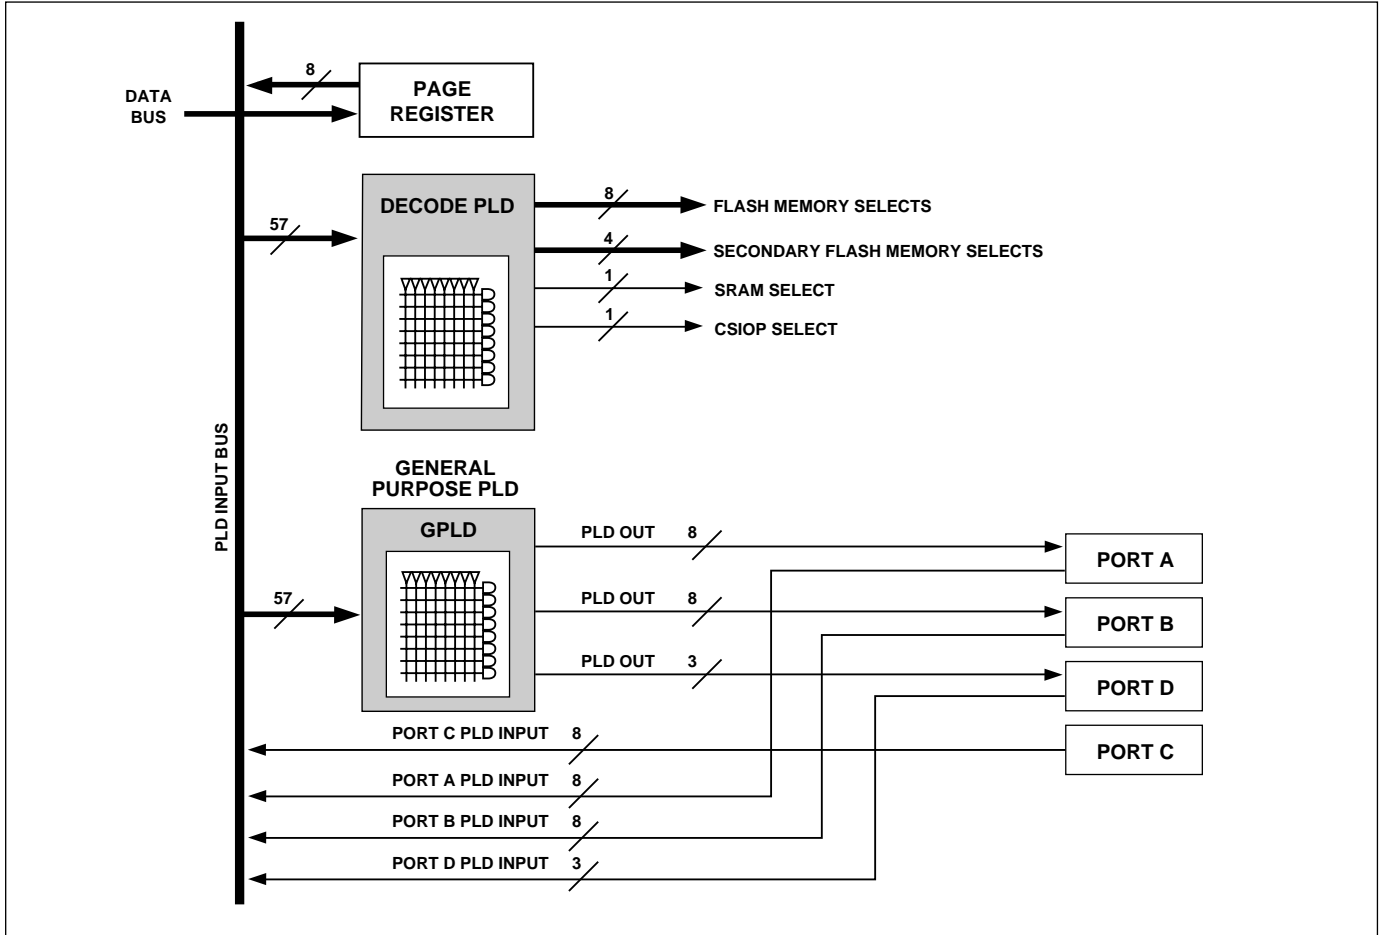 8
PAGE
REGISTER
DATA
BUS
DECODE PLD
8
FLASH MEMORY SELECTS
57
4
SECONDARY FLASH MEMORY SELECTS
1
SRAM SELECT
1
CSIOP SELECT
PLD INPUT BUS
GENERAL
PURPOSE PLD
GPLD
PLD OUT 8
PORT A
57
PLD OUT 8
PORT B
PLD OUT 3
PORT D
PORT C PLD INPUT 8
PORT C
PORT A PLD INPUT 8
PORT B PLD INPUT 8
PORT D PLD INPUT 3